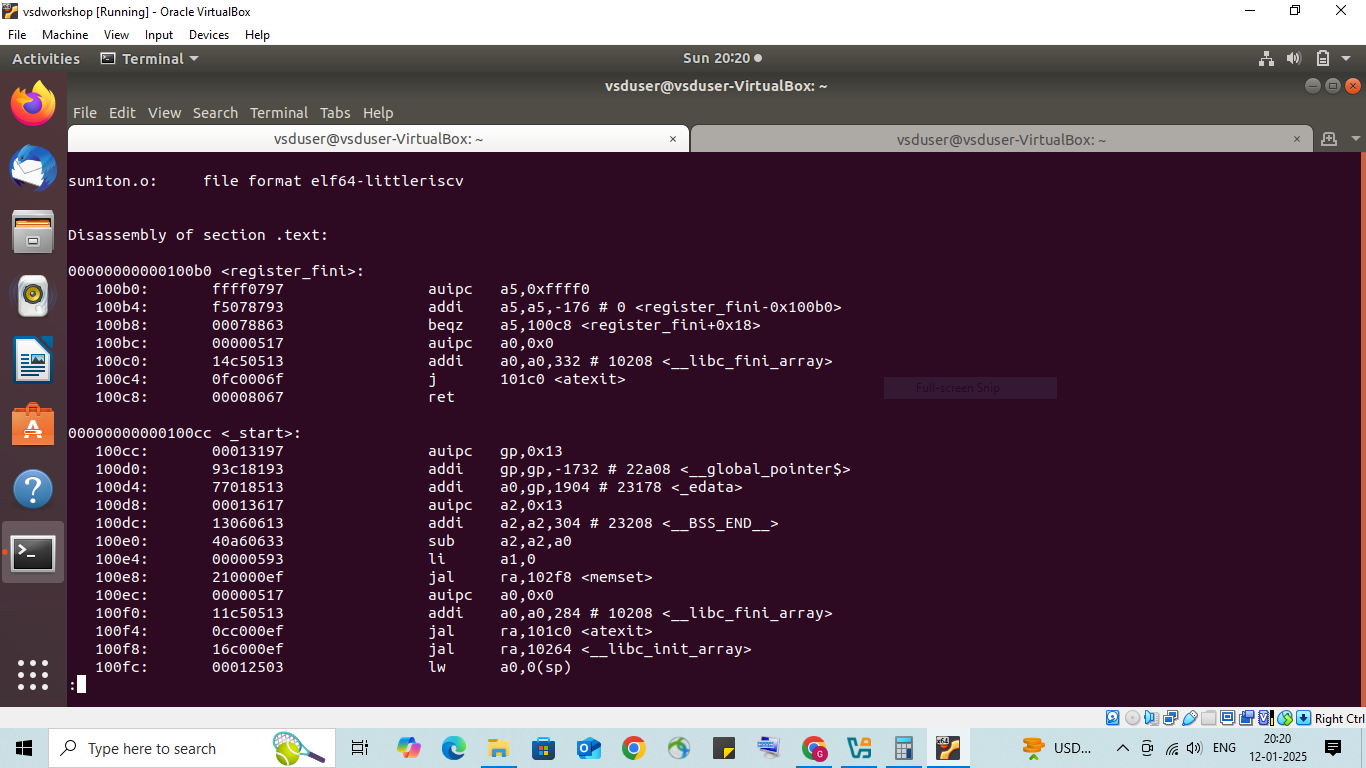 vsdworkshop [Running] - Oracle VirtualBox
File Machine View Input Devices Help
Activities Terminal Sun 20:20
vsduser@vsduser-VirtualBox: ~
File Edit View Search Terminal Tabs Help
vsduser@vsduser-VirtualBox: ~ × vsduser@vsduser-VirtualBox: ~ ×
sum1ton.o:     file format elf64-littleriscv
Disassembly of section .text:
00000000000100b0 <register_fini>:
100b0: ffff0797 auipc a5,0xffff0
100b4: f5078793 addi a5,a5,-176 # 0 <register_fini-0x100b0>
100b8: 00078863 beqz a5,100c8 <register_fini+0x18>
100bc: 00000517 auipc a0,0x0
100c0: 14c50513 addi a0,a0,332 # 10208 <__libc_fini_array>
100c4: 0fc0006f j 101c0 <atexit>
Full-screen Snip
100c8: 00008067 ret
00000000000100cc <_start>:
100cc: 00013197 auipc gp,0x13
100d0: 93c18193 addi gp,gp,-1732 # 22a08 <__global_pointer$>
100d4: 77018513 addi a0,gp,1904 # 23178 <_edata>
100d8: 00013617 auipc a2,0x13
100dc: 13060613 addi a2,a2,304 # 23208 <__BSS_END__>
100e0: 40a60633 sub a2,a2,a0
100e4: 00000593 li a1,0
100e8: 210000ef jal ra,102f8 <memset>
100ec: 00000517 auipc a0,0x0
100f0: 11c50513 addi a0,a0,284 # 10208 <__libc_fini_array>
100f4: 0cc000ef jal ra,101c0 <atexit>
100f8: 16c000ef jal ra,10264 <__libc_init_array>
100fc: 00012503 lw a0,0(sp)
:
Right Ctrl
Type here to search USD... ENG 20:20
12-01-2025